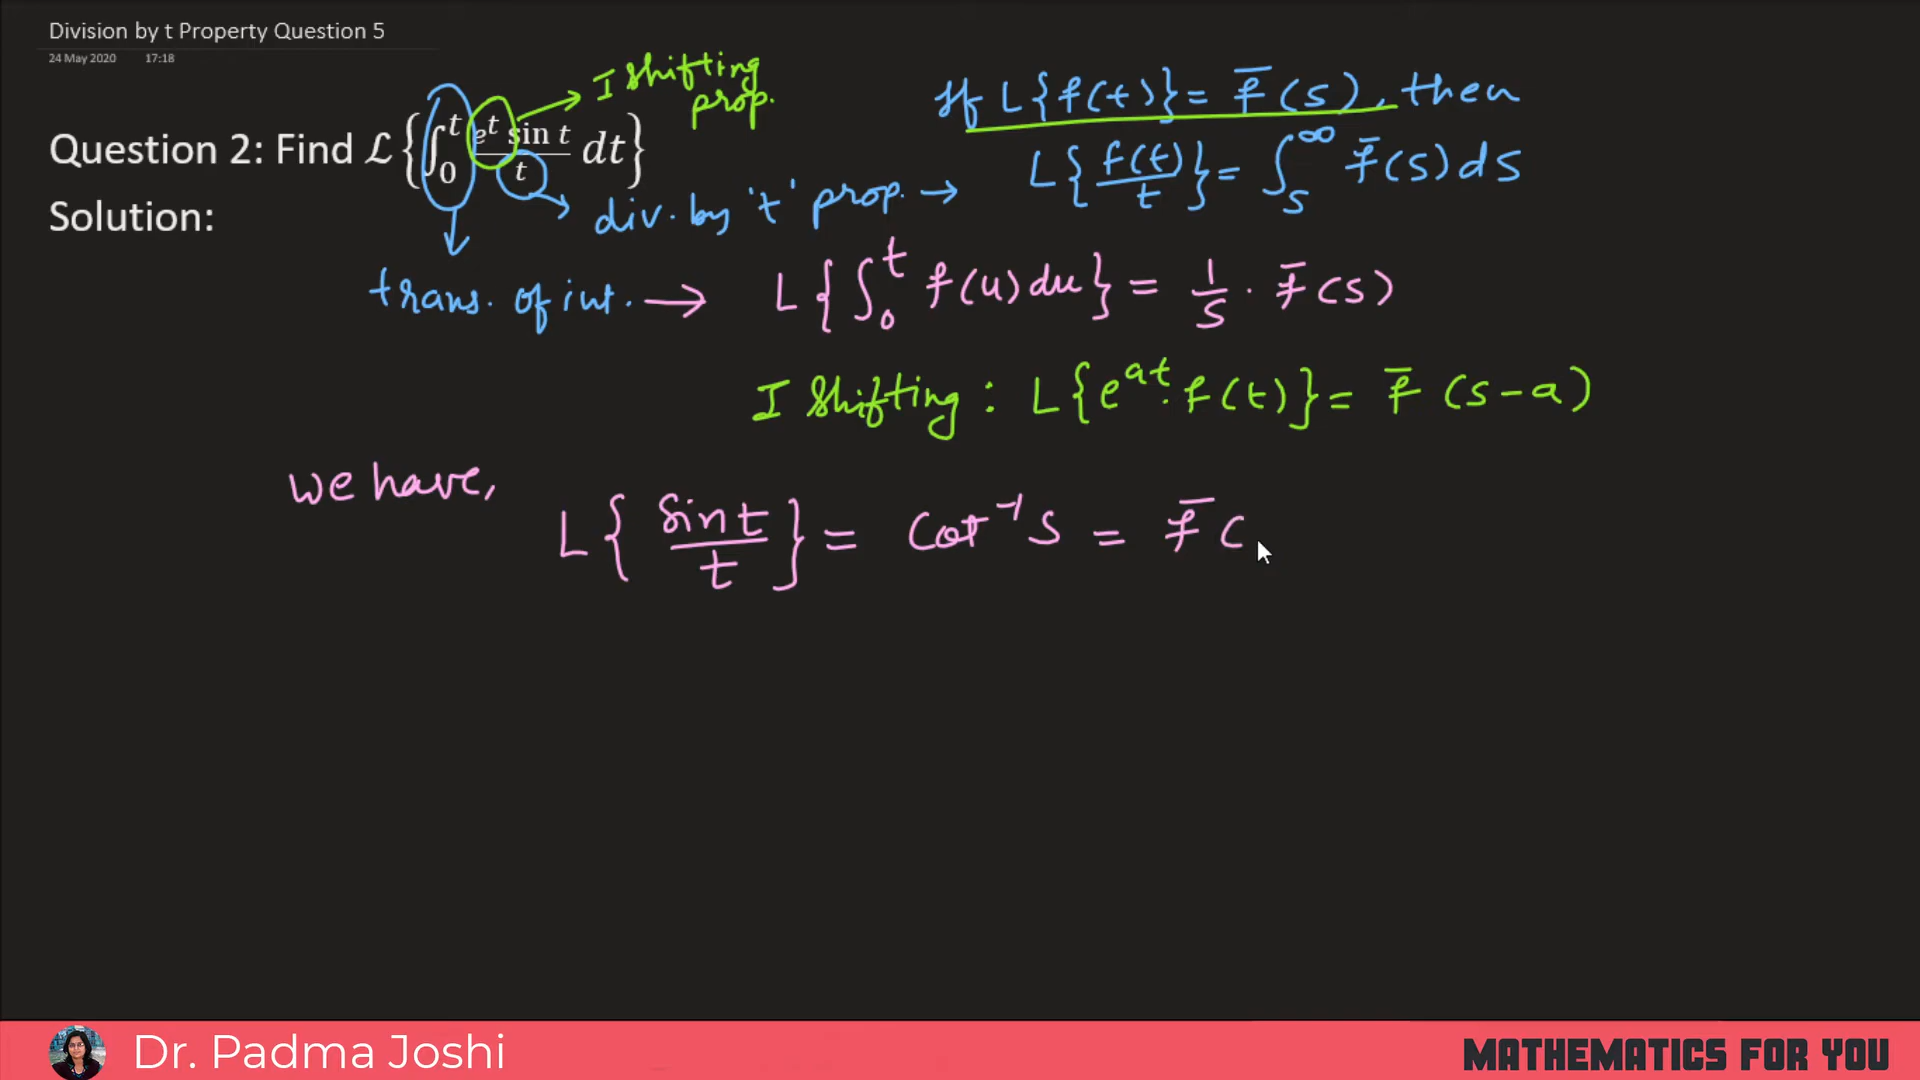 Division by t Property Question 5
24 May 2020 17:18
I shifting prop.
If L{f(t)} = f̅(s), then
Question 2: Find ℒ{∫₀ᵗ eᵗ sin t / t dt}
L{f(t)/t} = ∫ₛ^∞ f̅(s) ds
Solution:
div. by 't' prop. →
trans. of int. → L{∫₀ᵗ f(u) du} = 1/s · f̅(s)
I shifting : L{e^at · f(t)} = f̅(s-a)
we have,
L{sin t / t} = cot⁻¹ s = f̅(
Dr. Padma Joshi
MATHEMATICS FOR YOU